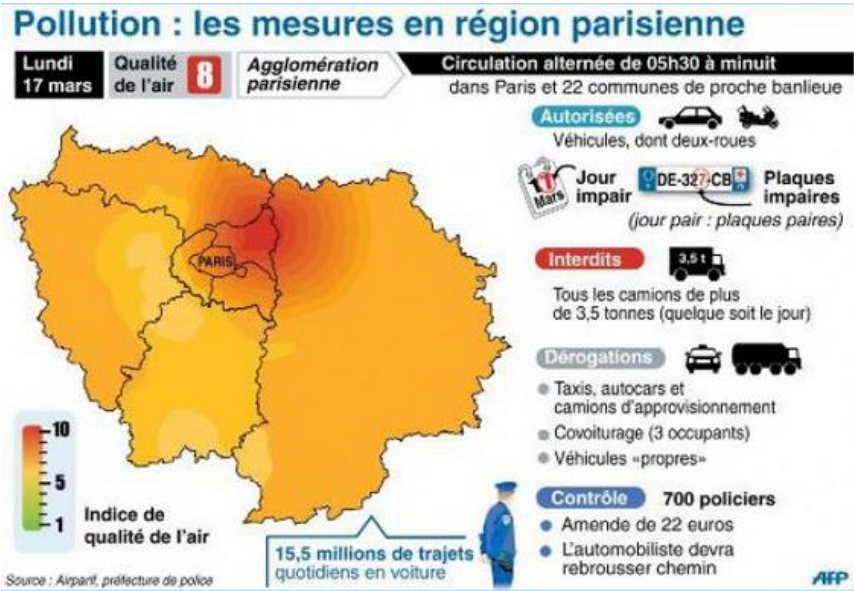 Pollution : les mesures en région parisienne
Lundi
17 mars
Qualité
de l'air
8
Agglomération
parisienne
Circulation alternée de 05h30 à minuit
dans Paris et 22 communes de proche banlieue
Autorisées
Véhicules, dont deux-roues
11
Mars
Jour
impair
DE-327-CB
Plaques
impaires
(jour pair : plaques paires)
PARIS
Interdits
3,5 t
Tous les camions de plus
de 3,5 tonnes (quelque soit le jour)
Dérogations
Taxis, autocars et
camions d'approvisionnement
Covoiturage (3 occupants)
Véhicules «propres»
10
5
1
Indice de
qualité de l'air
Contrôle
700 policiers
Amende de 22 euros
L'automobiliste devra
rebrousser chemin
15,5 millions de trajets
quotidiens en voiture
Source : Airparif, préfecture de police
AFP